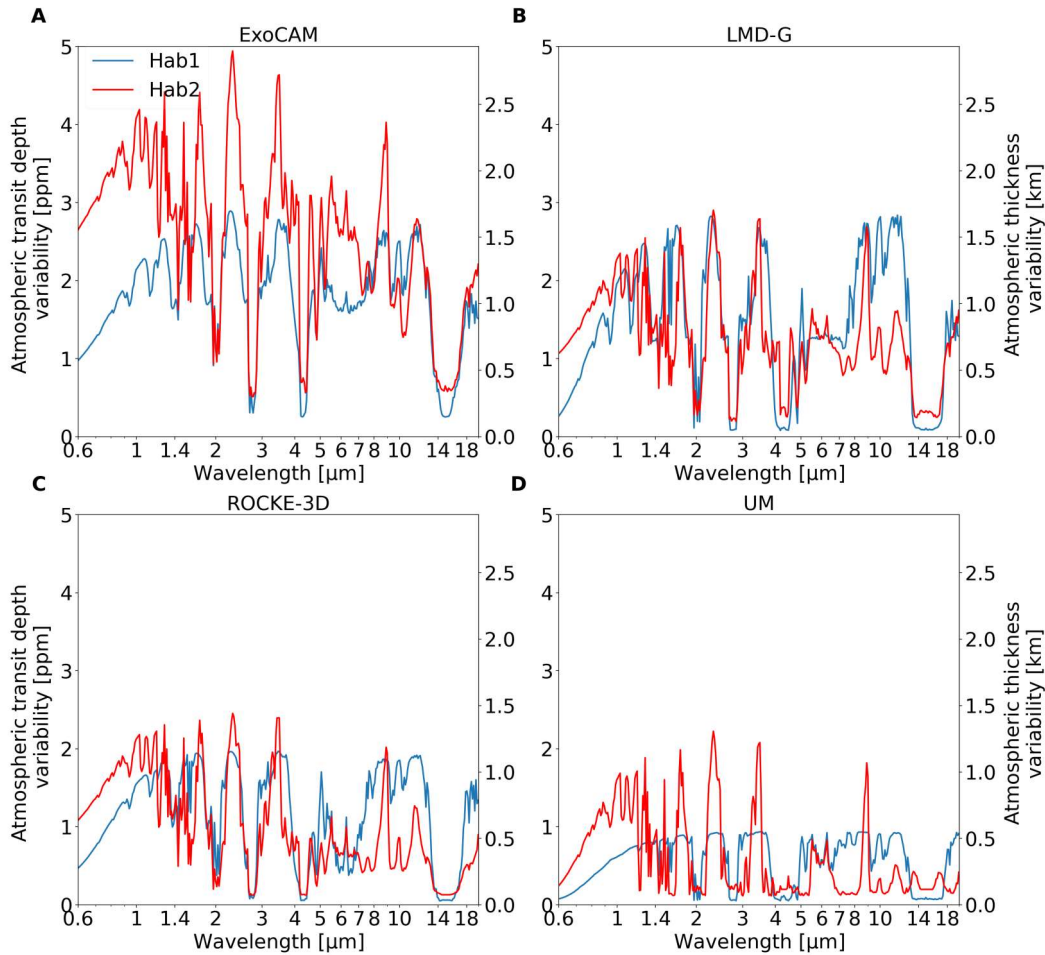 A
ExoCAM
Hab1
Hab2
Atmospheric transit depth
variability [ppm]
5
4
3
2
1
0
2.5
2.0
1.5
1.0
0.5
0.0
0.6 1 1.4 2 3 4 5 6 7 8 10 14 18
Wavelength [μm]
B
LMD-G
5
4
3
2
1
0
2.5
2.0
1.5
1.0
0.5
0.0
Atmospheric thickness
variability [km]
0.6 1 1.4 2 3 4 5 6 7 8 10 14 18
Wavelength [μm]
C
ROCKE-3D
Atmospheric transit depth
variability [ppm]
5
4
3
2
1
0
2.5
2.0
1.5
1.0
0.5
0.0
0.6 1 1.4 2 3 4 5 6 7 8 10 14 18
Wavelength [μm]
D
UM
5
4
3
2
1
0
2.5
2.0
1.5
1.0
0.5
0.0
Atmospheric thickness
variability [km]
0.6 1 1.4 2 3 4 5 6 7 8 10 14 18
Wavelength [μm]